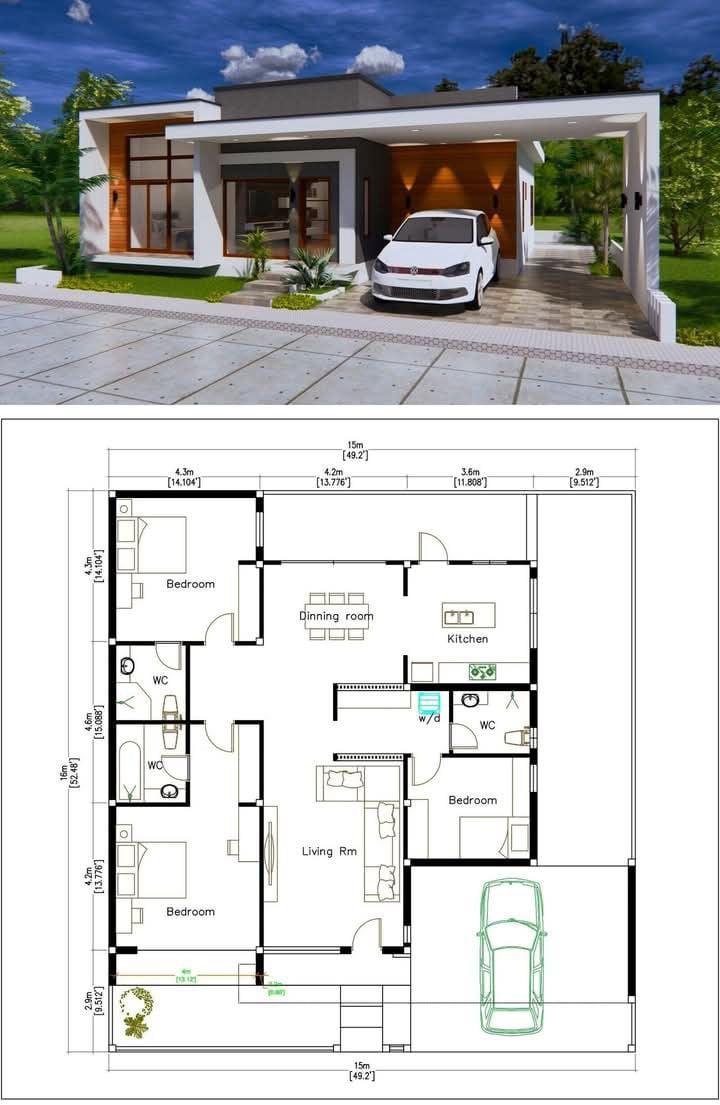 15m
[49.2']
4.3m
[14.104']
4.2m
[13.776']
3.6m
[11.808']
2.9m
[9.512']
4.3m
[14.104']
Bedroom
Dinning room
Kitchen
WC
w/d
WC
4.6m
[15.088']
16m
[52.48']
WC
Bedroom
Living Rm
4.2m
[13.776']
Bedroom
4m
[13.12']
2.9m
[9.512']
15m
[49.2']